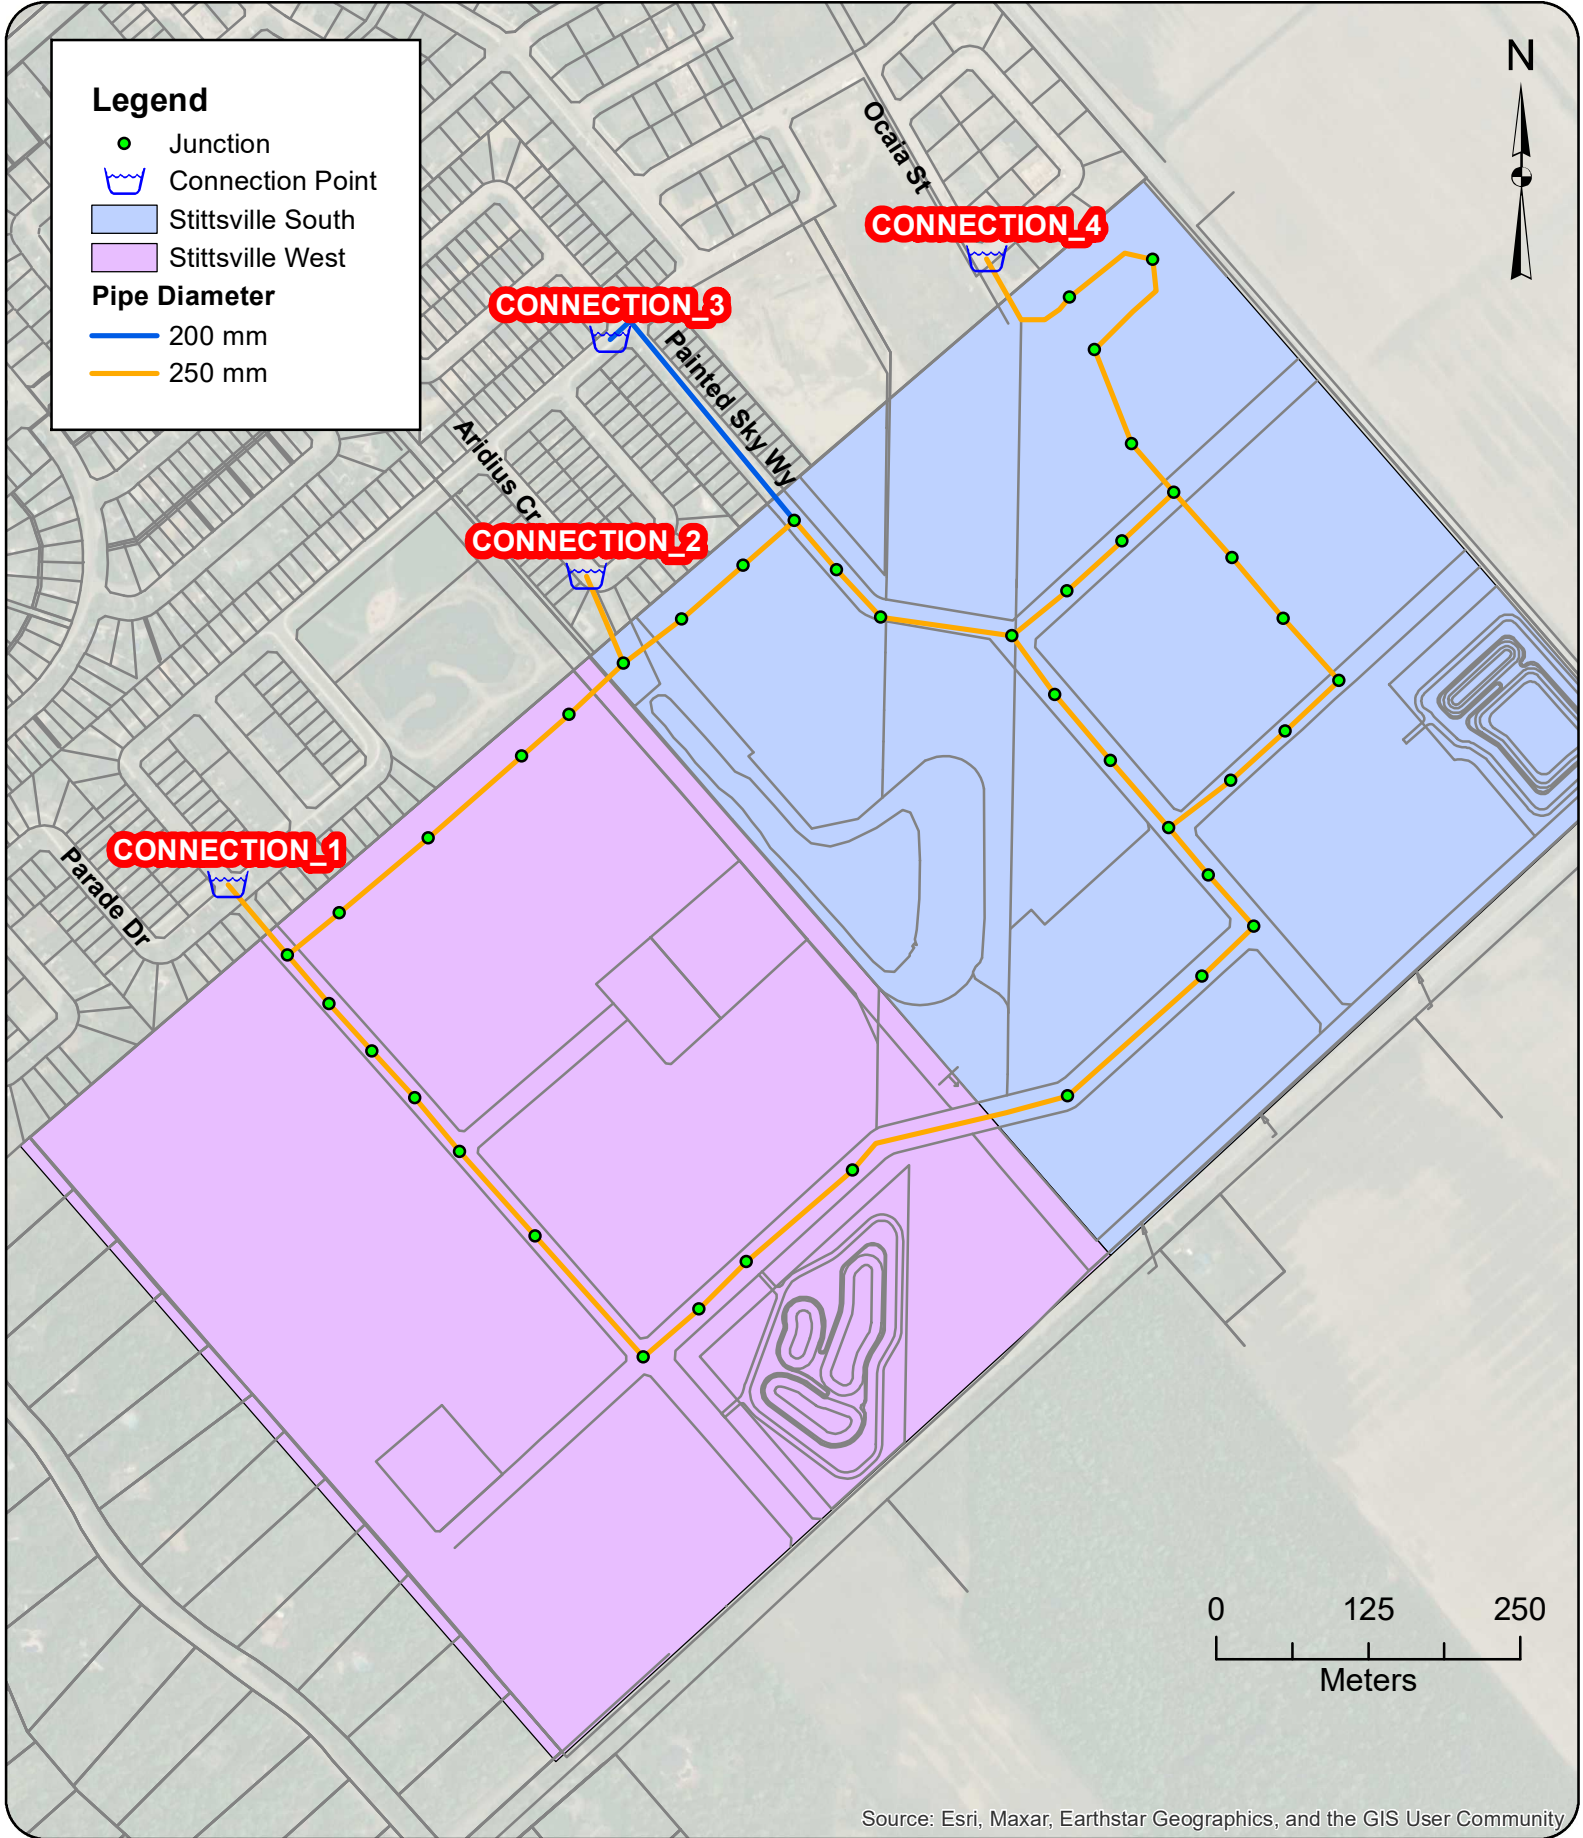 Legend
Junction
Connection Point
Stittsville South
Stittsville West
Pipe Diameter
200 mm
250 mm
N
Ocala St
CONNECTION_4
CONNECTION_3
Painted Sky Wy
Aridius Cr
CONNECTION_2
CONNECTION_1
Parade Dr
0 125 250
Meters
Source: Esri, Maxar, Earthstar Geographics, and the GIS User Community